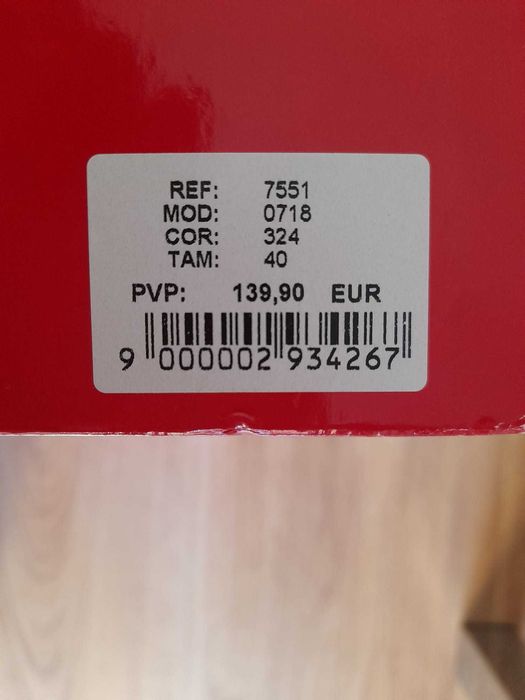 REF: 7551
MOD: 0718
COR: 324
TAM: 40
PVP: 139,90 EUR
9 000002 934267